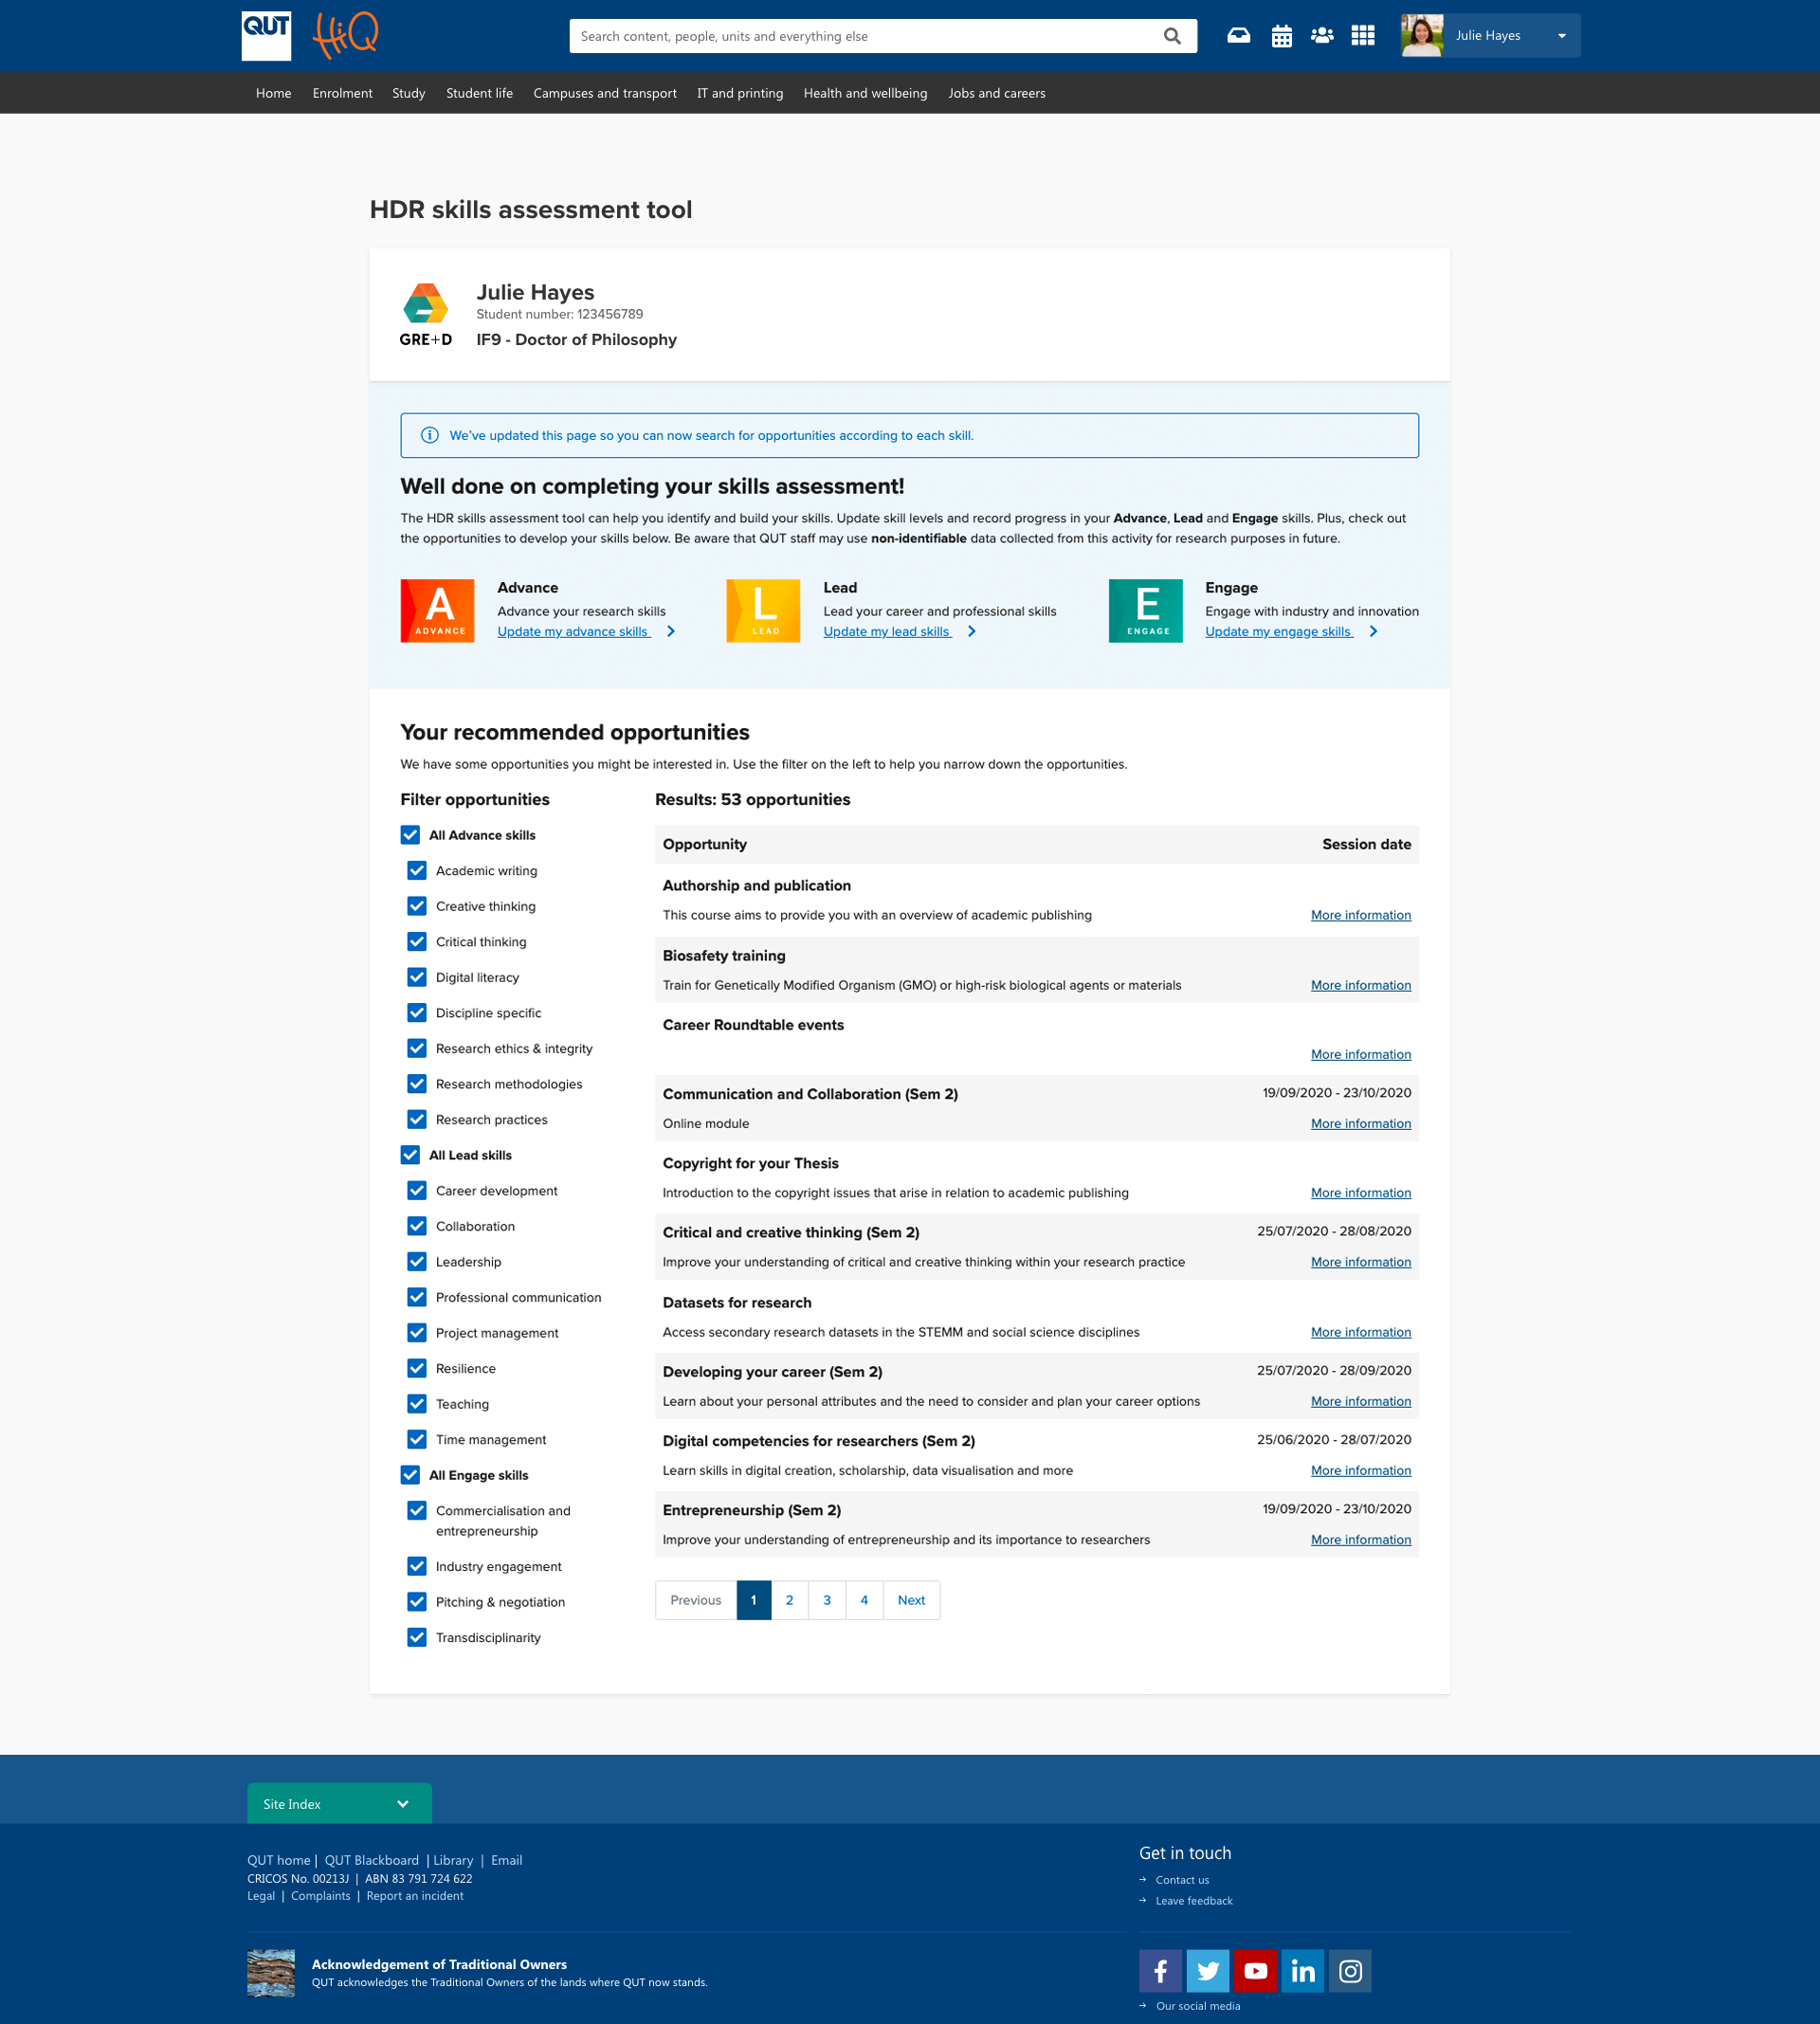 QUT
HiQ
Search content, people, units and everything else
Julie Hayes
Home Enrolment Study Student life Campuses and transport IT and printing Health and wellbeing Jobs and careers
HDR skills assessment tool
GRE+D
Julie Hayes
Student number: 123456789
IF9 - Doctor of Philosophy
We've updated this page so you can now search for opportunities according to each skill.
Well done on completing your skills assessment!
The HDR skills assessment tool can help you identify and build your skills. Update skill levels and record progress in your Advance, Lead and Engage skills. Plus, check out
the opportunities to develop your skills below. Be aware that QUT staff may use non-identifiable data collected from this activity for research purposes in future.
A
ADVANCE
Advance
Advance your research skills
Update my advance skills
L
LEAD
Lead
Lead your career and professional skills
Update my lead skills
E
ENGAGE
Engage
Engage with industry and innovation
Update my engage skills
Your recommended opportunities
We have some opportunities you might be interested in. Use the filter on the left to help you narrow down the opportunities.
Filter opportunities
All Advance skills
Academic writing
Creative thinking
Critical thinking
Digital literacy
Discipline specific
Research ethics & integrity
Research methodologies
Research practices
All Lead skills
Career development
Collaboration
Leadership
Professional communication
Project management
Resilience
Teaching
Time management
All Engage skills
Commercialisation and
entrepreneurship
Industry engagement
Pitching & negotiation
Transdisciplinarity
Results: 53 opportunities
Opportunity Session date
Authorship and publication
This course aims to provide you with an overview of academic publishing More information
Biosafety training
Train for Genetically Modified Organism (GMO) or high-risk biological agents or materials More information
Career Roundtable events
More information
Communication and Collaboration (Sem 2) 19/09/2020 - 23/10/2020
Online module More information
Copyright for your Thesis
Introduction to the copyright issues that arise in relation to academic publishing More information
Critical and creative thinking (Sem 2) 25/07/2020 - 28/08/2020
Improve your understanding of critical and creative thinking within your research practice More information
Datasets for research
Access secondary research datasets in the STEMM and social science disciplines More information
Developing your career (Sem 2) 25/07/2020 - 28/09/2020
Learn about your personal attributes and the need to consider and plan your career options More information
Digital competencies for researchers (Sem 2) 25/06/2020 - 28/07/2020
Learn skills in digital creation, scholarship, data visualisation and more More information
Entrepreneurship (Sem 2) 19/09/2020 - 23/10/2020
Improve your understanding of entrepreneurship and its importance to researchers More information
Previous 1 2 3 4 Next
Site Index
QUT home | QUT Blackboard | Library | Email
CRICOS No. 00213J | ABN 83 791 724 622
Legal | Complaints | Report an incident
Get in touch
Contact us
Leave feedback
Acknowledgement of Traditional Owners
QUT acknowledges the Traditional Owners of the lands where QUT now stands.
Our social media